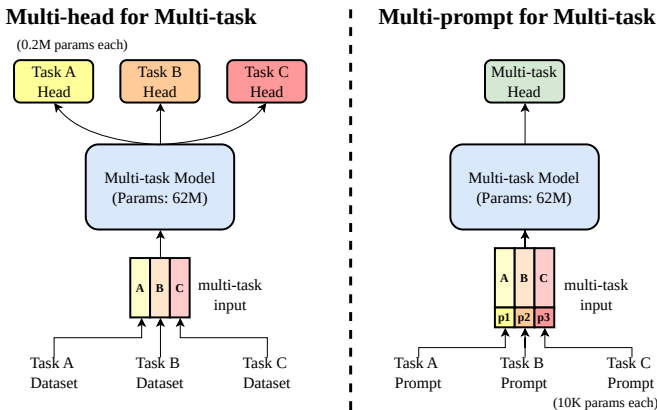 Multi-head for Multi-task
(0.2M params each)
Task A
Head
Task B
Head
Task C
Head
Multi-task Model
(Params: 62M)
A
B
C
multi-task
input
Task A
Dataset
Task B
Dataset
Task C
Dataset
Multi-prompt for Multi-task
Multi-task
Head
Multi-task Model
(Params: 62M)
A
B
C
p1
p2
p3
multi-task
input
Task A
Prompt
Task B
Prompt
Task C
Prompt
(10K params each)